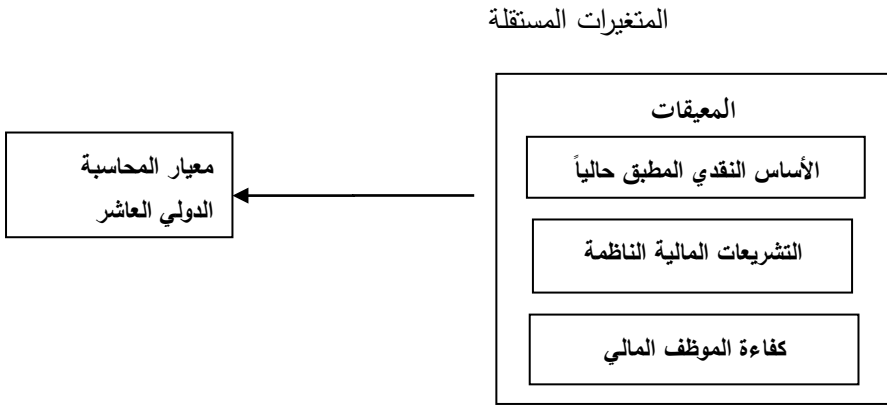 المتغيرات المستقلة
المعيقات
الأساس النقدي المطبق حالياً
التشريعات المالية الناظمة
كفاءة الموظف المالي
معيار المحاسبة
الدولي العاشر